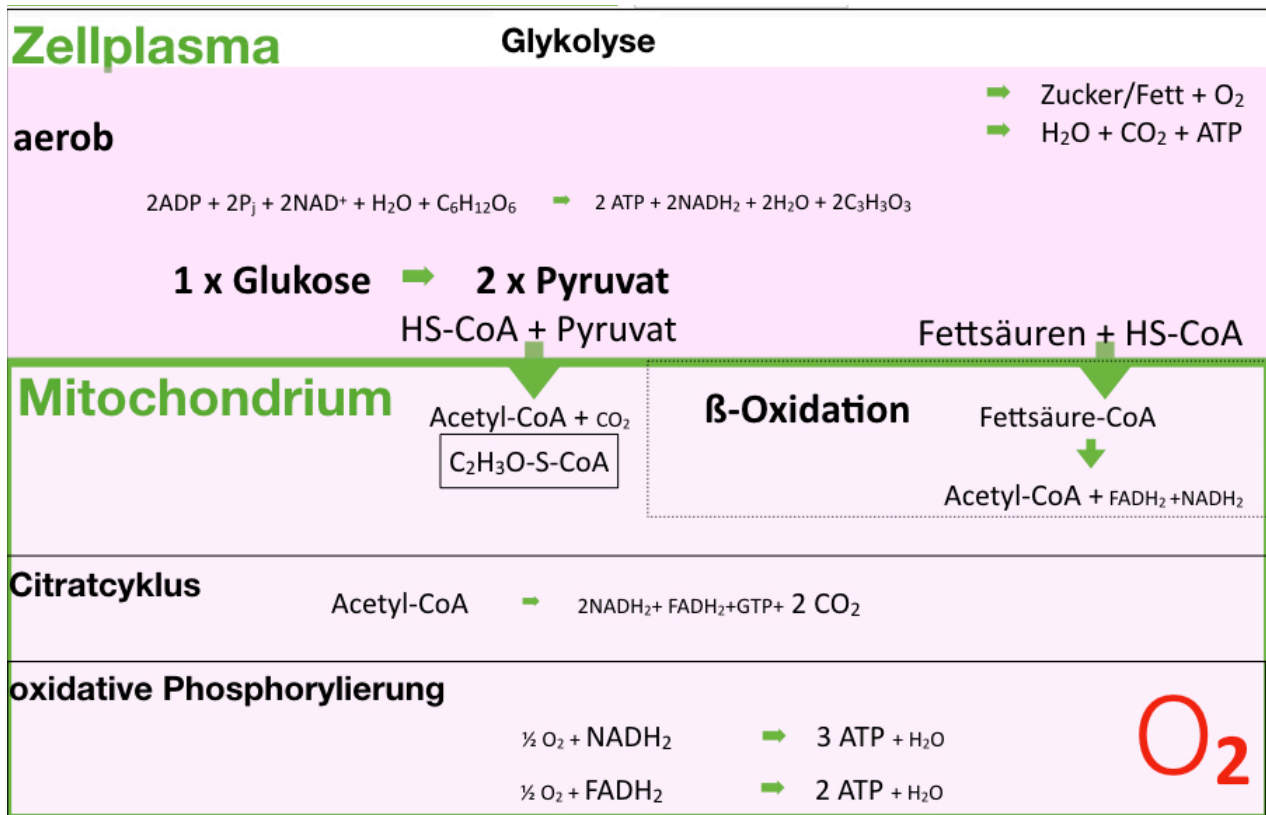 Zellplasma
Glykolyse
Zucker/Fett + O₂
aerob
H₂O + CO₂ + ATP
2ADP + 2Pⱼ + 2NAD⁺ + H₂O + C₆H₁₂O₆ 2 ATP + 2NADH₂ + 2H₂O + 2C₃H₃O₃
1 x Glukose 2 x Pyruvat
HS-CoA + Pyruvat
Fettsäuren + HS-CoA
Mitochondrium
Acetyl-CoA + CO₂
C₂H₃O-S-CoA
ß-Oxidation
Fettsäure-CoA
Acetyl-CoA + FADH₂ +NADH₂
Citratcyklus
Acetyl-CoA 2NADH₂+ FADH₂+GTP+ 2 CO₂
oxidative Phosphorylierung
½ O₂ + NADH₂ 3 ATP + H₂O
½ O₂ + FADH₂ 2 ATP + H₂O
O₂